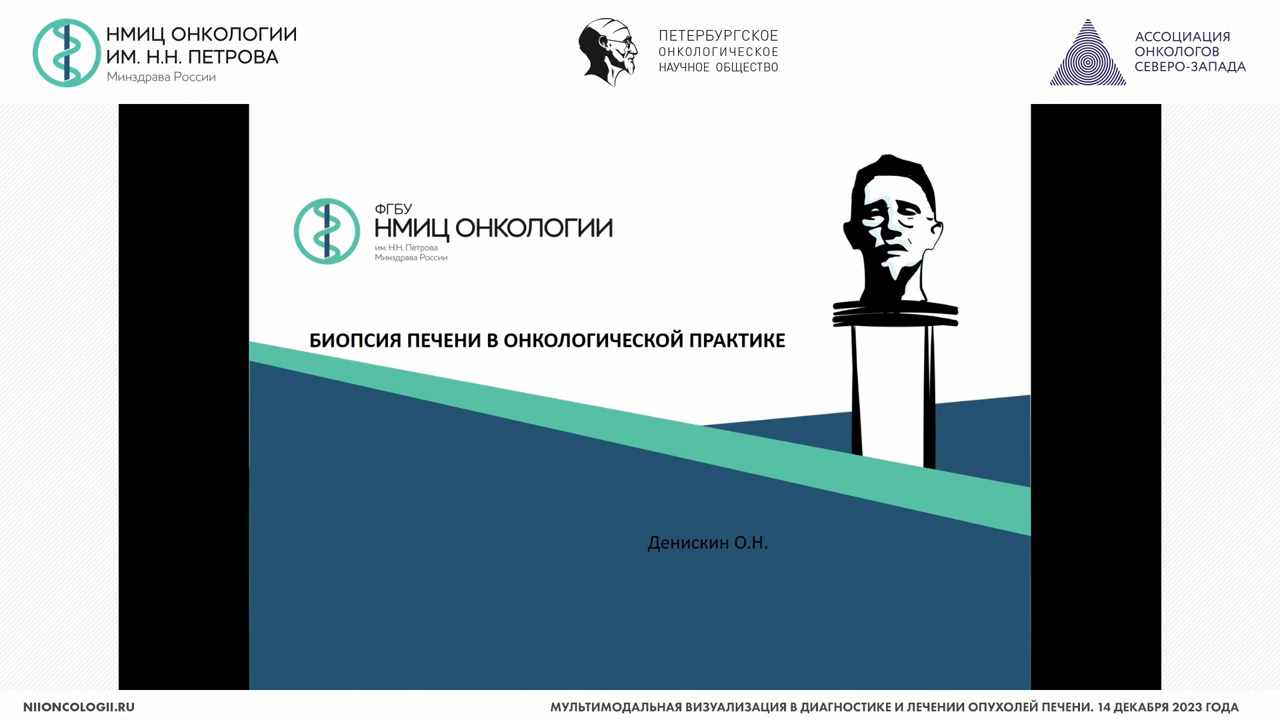 НМИЦ ОНКОЛОГИИ
ИМ. Н.Н. ПЕТРОВА
Минздрава России
ПЕТЕРБУРГСКОЕ
ОНКОЛОГИЧЕСКОЕ
НАУЧНОЕ ОБЩЕСТВО
АССОЦИАЦИЯ
ОНКОЛОГОВ
СЕВЕРО-ЗАПАДА
ФГБУ
НМИЦ ОНКОЛОГИИ
им. Н.Н. Петрова
Минздрава России
БИОПСИЯ ПЕЧЕНИ В ОНКОЛОГИЧЕСКОЙ ПРАКТИКЕ
Денискин О.Н.
NIIONCOLOGII.RU
МУЛЬТИМОДАЛЬНАЯ ВИЗУАЛИЗАЦИЯ В ДИАГНОСТИКЕ И ЛЕЧЕНИИ ОПУХОЛЕЙ ПЕЧЕНИ. 14 ДЕКАБРЯ 2023 ГОДА